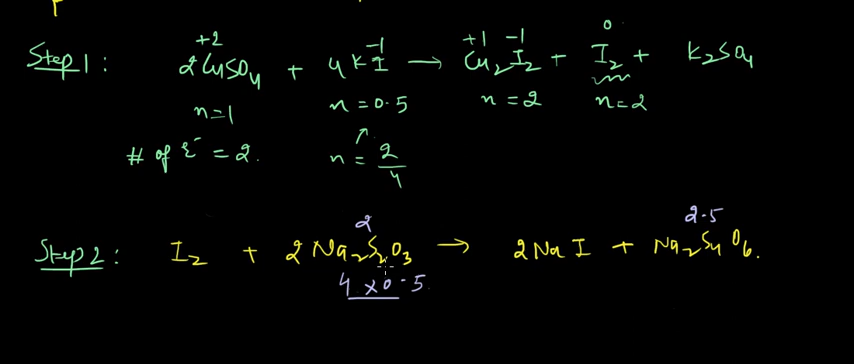 +2 -1 +1 -1 0
Step 1: 2CuSO4 + 4KI → Cu2I2 + I2 + K2SO4
n=1 n=0.5 n=2 n=2
# of e⁻ = 2. n = 2/4
2 2.5
Step 2: I2 + 2Na2S2O3 → 2NaI + Na2S4O6.
4×0.5